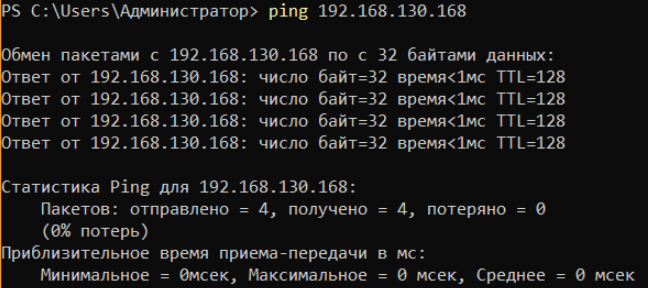 PS C:\Users\Администратор> ping 192.168.130.168
Обмен пакетами с 192.168.130.168 по с 32 байтами данных:
Ответ от 192.168.130.168: число байт=32 время<1мс TTL=128
Ответ от 192.168.130.168: число байт=32 время<1мс TTL=128
Ответ от 192.168.130.168: число байт=32 время<1мс TTL=128
Ответ от 192.168.130.168: число байт=32 время<1мс TTL=128
Статистика Ping для 192.168.130.168:
Пакетов: отправлено = 4, получено = 4, потеряно = 0
(0% потерь)
Приблизительное время приема-передачи в мс:
Минимальное = 0мсек, Максимальное = 0 мсек, Среднее = 0 мсек